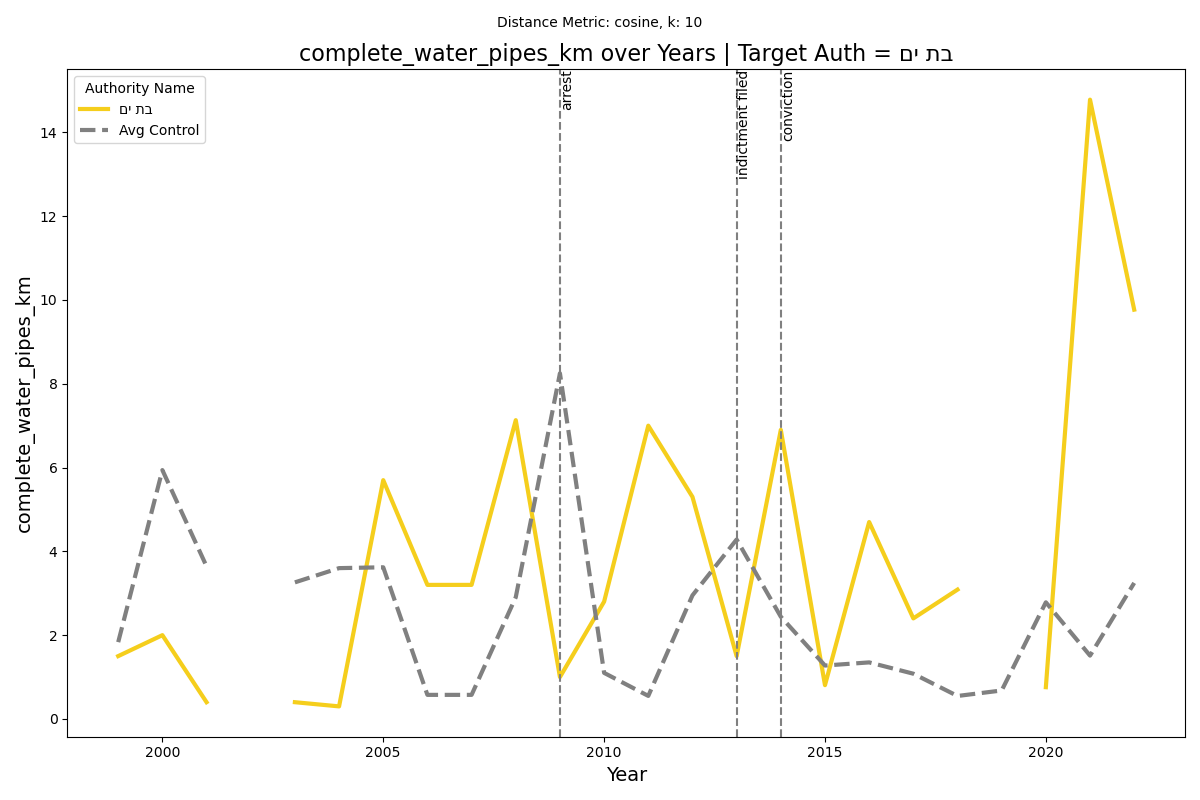 Distance Metric: cosine, k: 10
complete_water_pipes_km over Years | Target Auth = בת ים
Authority Name
בת ים
Avg Control
arrest
indictment filed
conviction
complete_water_pipes_km
14
12
10
8
6
4
2
0
2000
2005
2010
2015
2020
Year